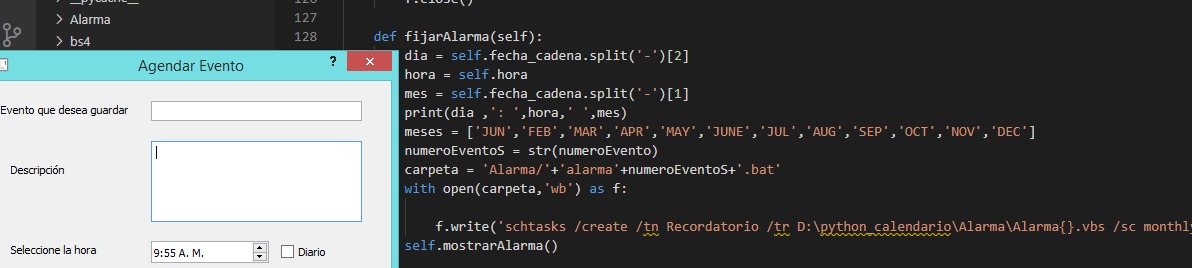 __pycache__
> Alarma
> bs4
127
128
def fijarAlarma(self):
dia = self.fecha_cadena.split('-')[2]
hora = self.hora
mes = self.fecha_cadena.split('-')[1]
print(dia ,': ',hora,' ',mes)
meses = ['JUN','FEB','MAR','APR','MAY','JUNE','JUL','AUG','SEP','OCT','NOV','DEC']
numeroEventoS = str(numeroEvento)
carpeta = 'Alarma/'+'alarma'+numeroEventoS+'.bat'
with open(carpeta,'wb') as f:
f.write('schtasks /create /tn Recordatorio /tr D:\python_calendario\Alarma\Alarma{}.vbs /sc monthly
self.mostrarAlarma()
Agendar Evento
?
x
Evento que desea guardar
Descripción
Seleccione la hora
9:55 A. M.
Diario